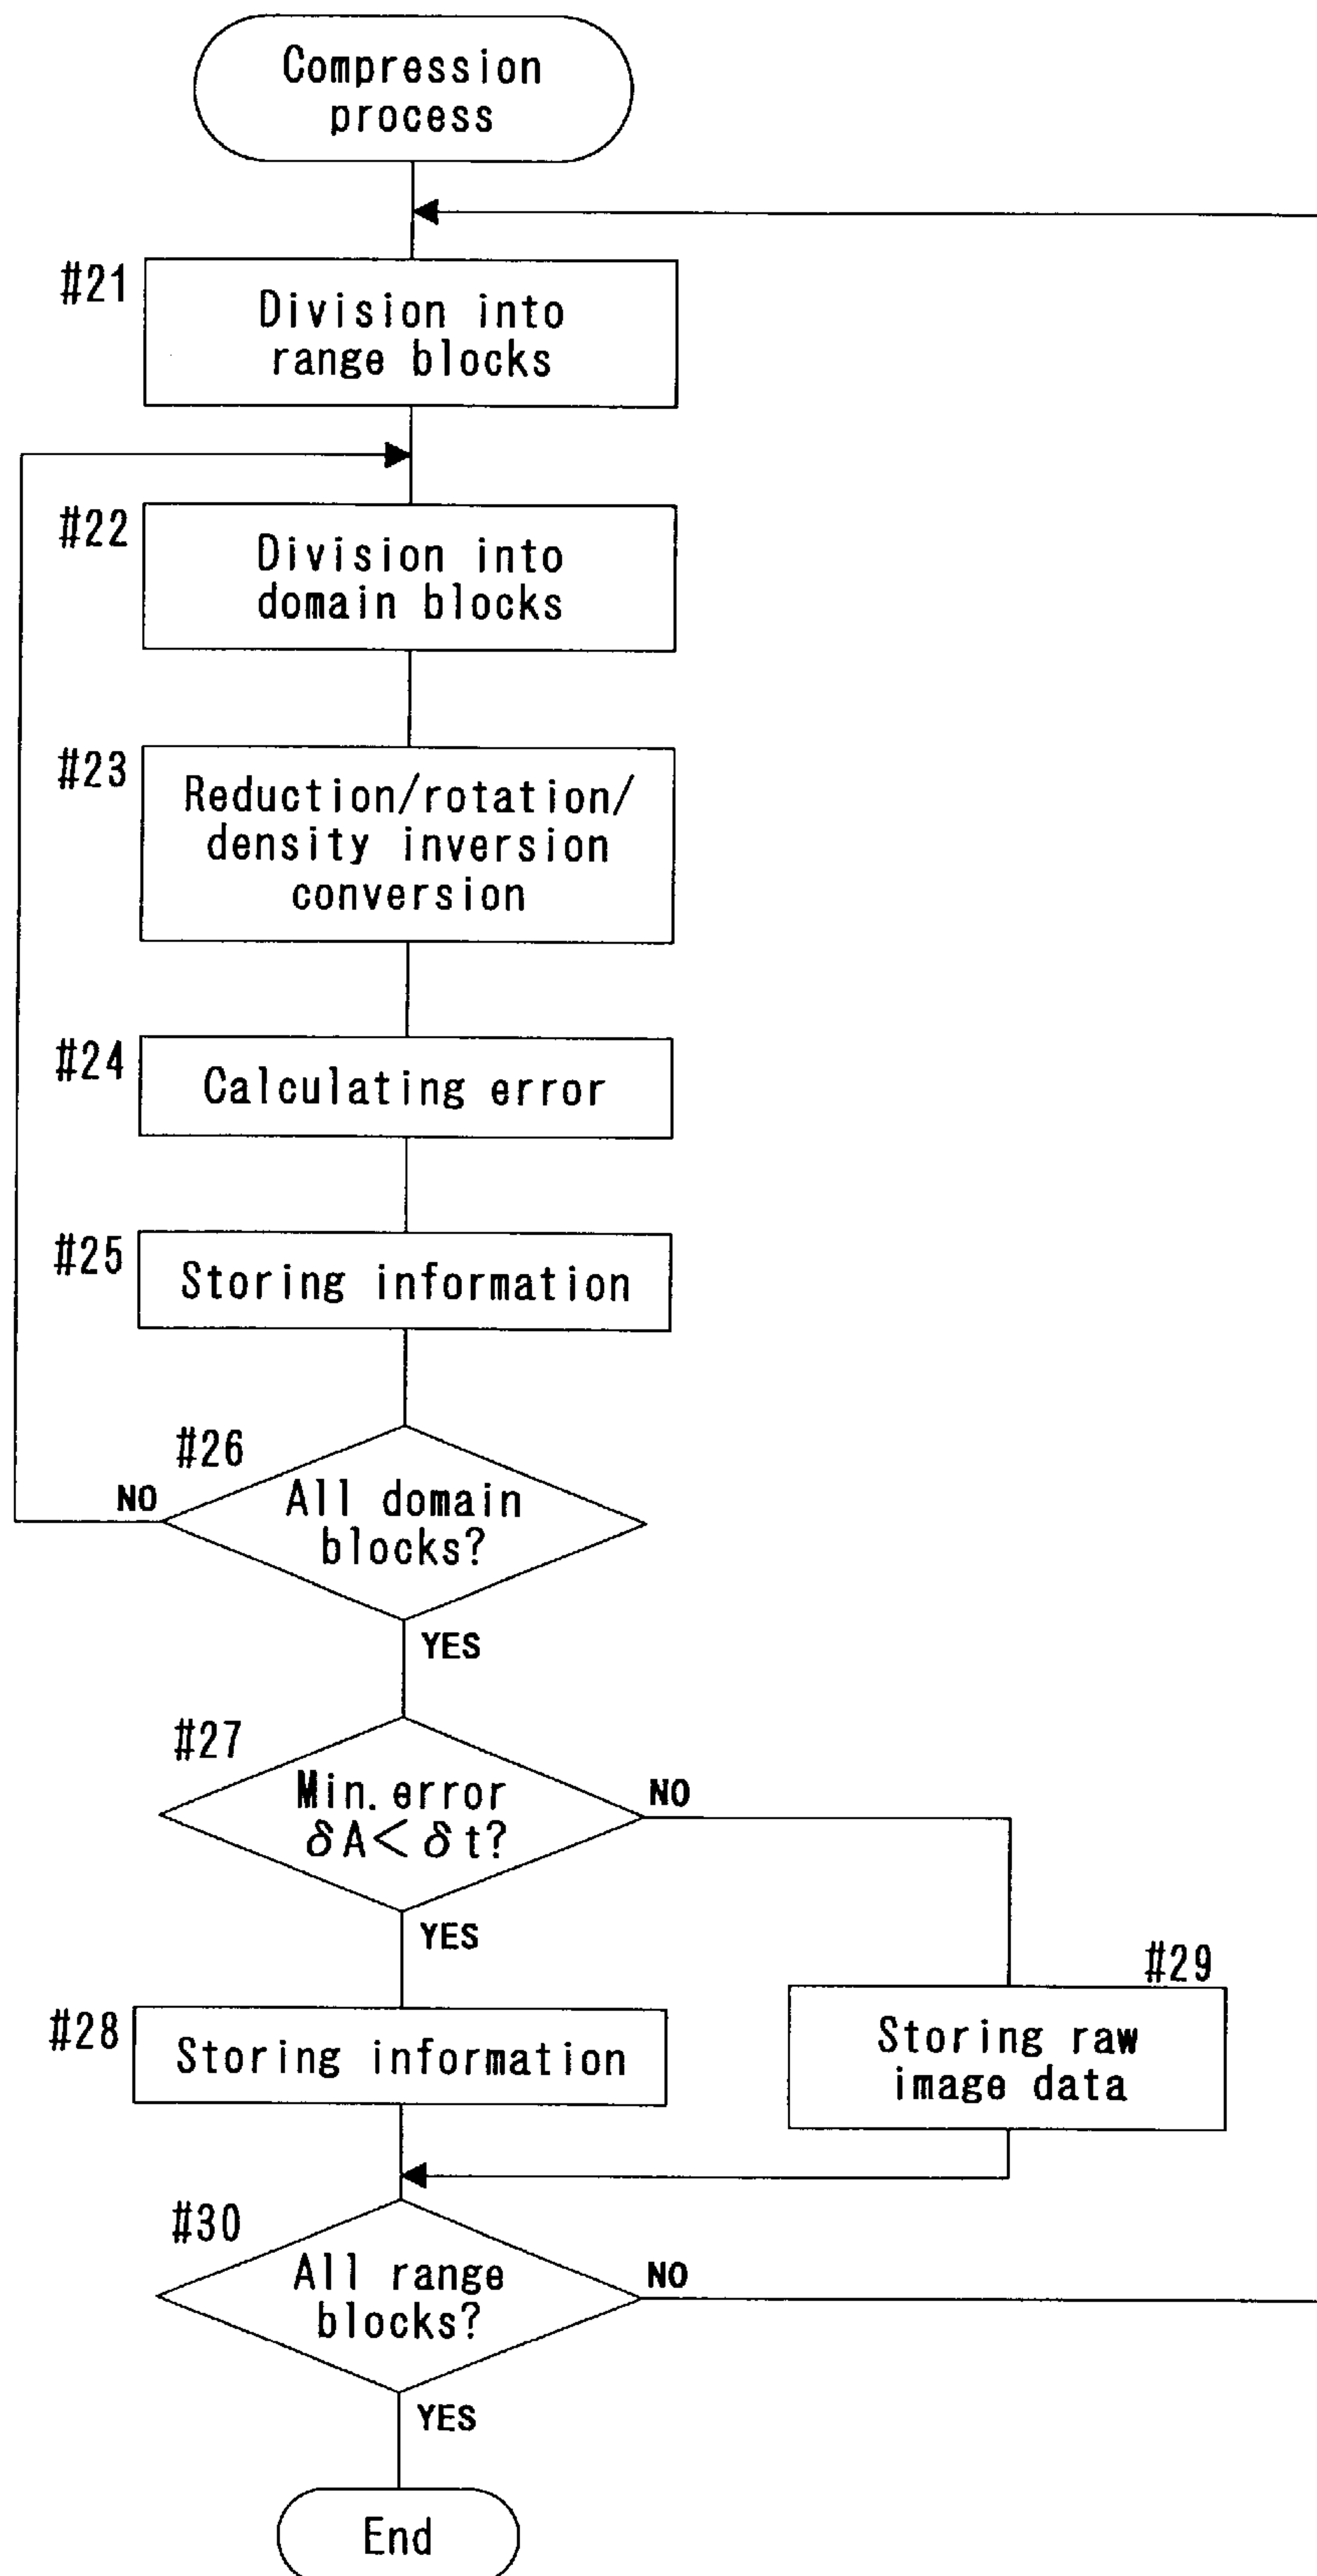 Compression
process
#21
Division into
range blocks
#22
Division into
domain blocks
#23
Reduction/rotation/
density inversion
conversion
#24
Calculating error
#25
Storing information
#26
All domain
blocks?
NO
YES
#27
Min. error
δA<δt?
NO
YES
#28
Storing information
#29
Storing raw
image data
#30
All range
blocks?
NO
YES
End